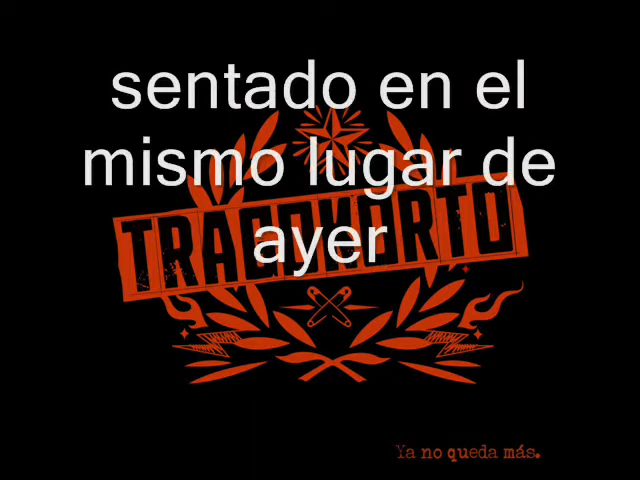 sentado en el
mismo lugar de
ayer
TRAGOKORTO
Ya no queda más.